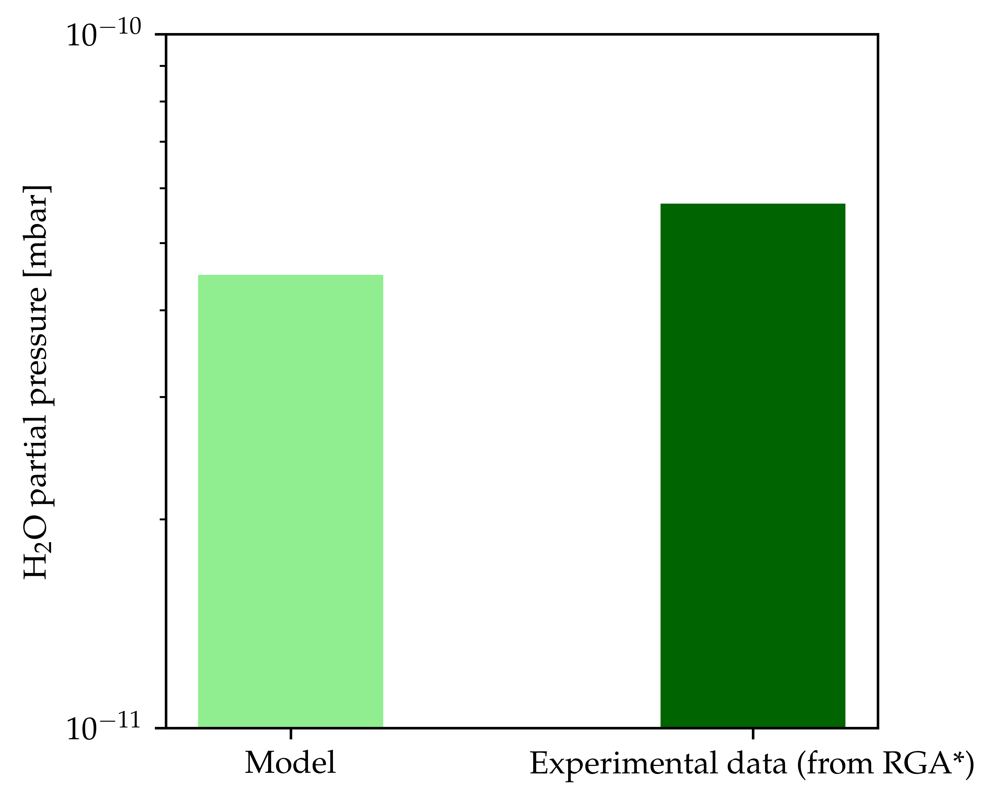 10⁻¹⁰
H₂O partial pressure [mbar]
10⁻¹¹
Model
Experimental data (from RGA*)